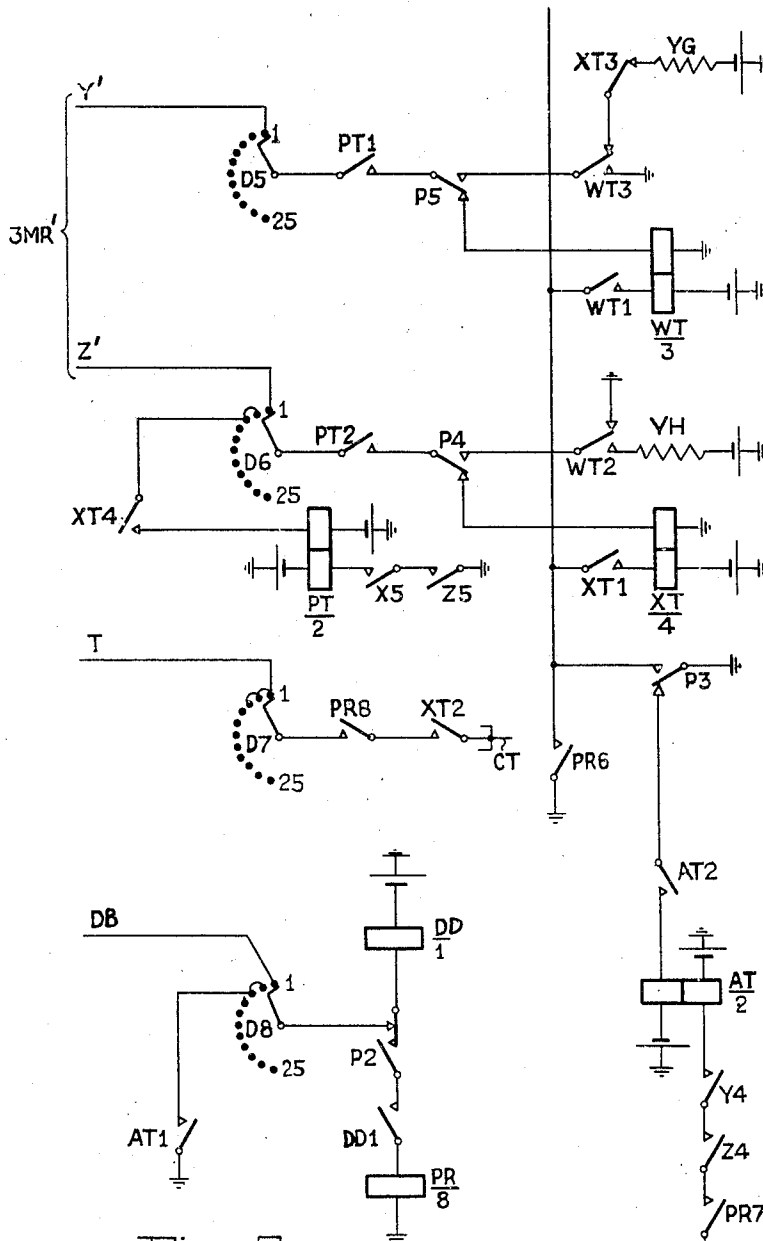 YG
XT3
Y'
1
PT1
D5
P5
WT3
25
3MR'
WT1
WT
3
Z'
1
PT2
P4
YH
D6
WT2
25
XT4
X5
Z5
XT1
PT
2
XT
4
T
1
P3
PR8
XT2
D7
CT
25
PR6
AT2
DB
DD
1
1
AT
2
D8
P2
25
Y4
AT1
DD1
Z4
PR
8
PR7